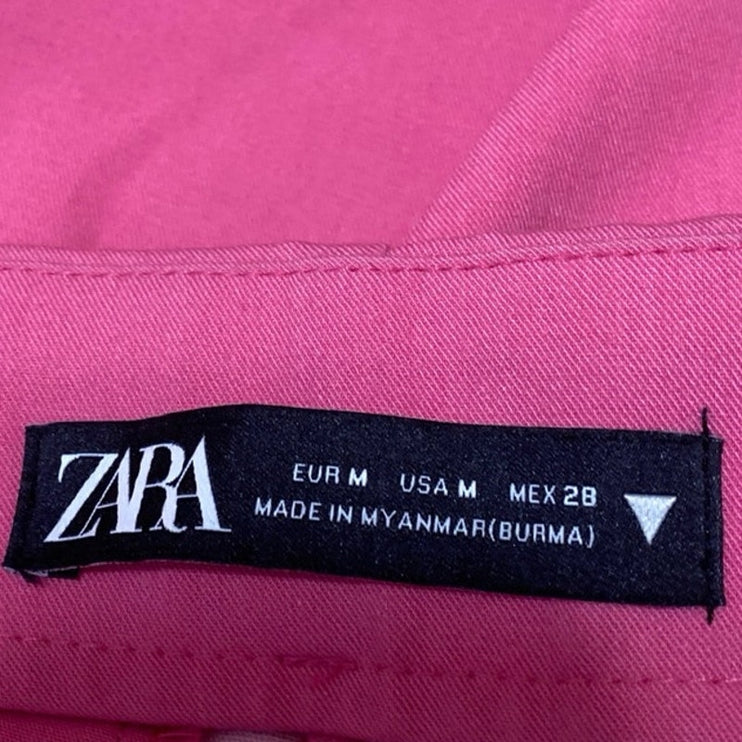 ZARA
EUR M USA M MEX 28
MADE IN MYANMAR(BURMA)